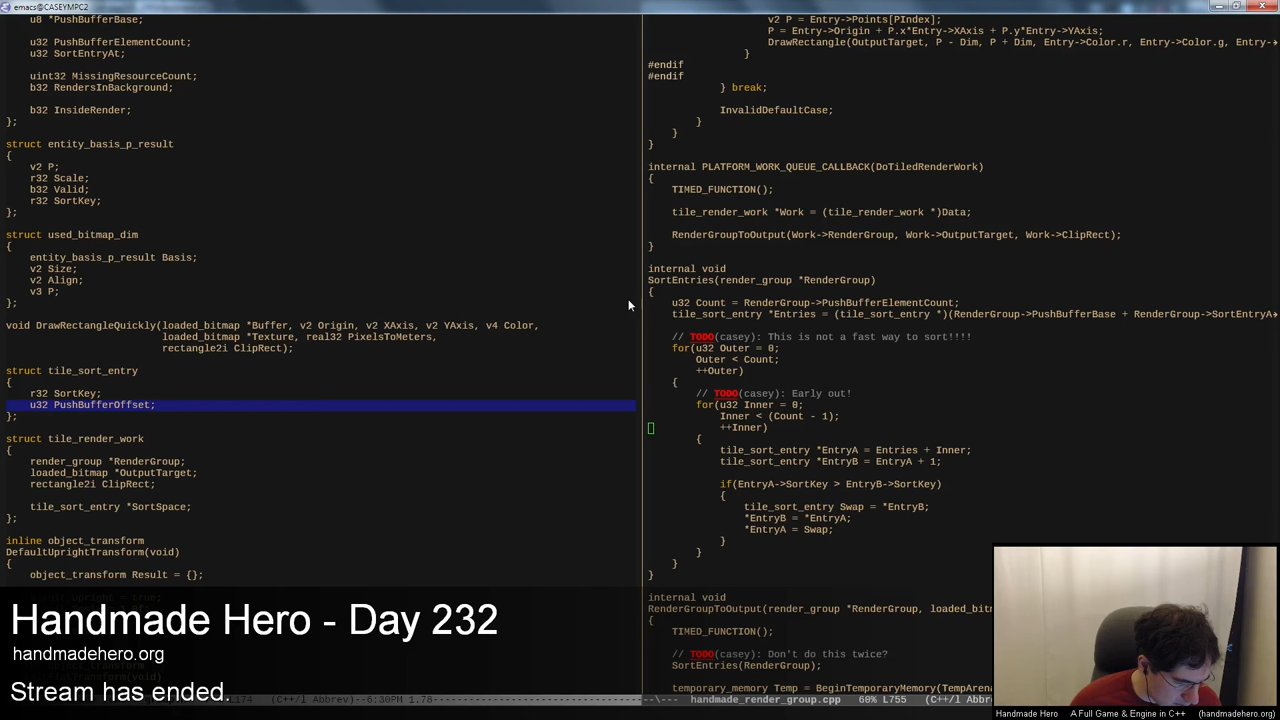 emacs@CASEYMPC2
u8 *PushBufferBase;
u32 PushBufferElementCount;
u32 SortEntryAt;
uint32 MissingResourceCount;
b32 RendersInBackground;
b32 InsideRender;
};
struct entity_basis_p_result
{
v2 P;
r32 Scale;
b32 Valid;
r32 SortKey;
};
struct used_bitmap_dim
{
entity_basis_p_result Basis;
v2 Size;
v2 Align;
v3 P;
};
void DrawRectangleQuickly(loaded_bitmap *Buffer, v2 Origin, v2 XAxis, v2 YAxis, v4 Color,
loaded_bitmap *Texture, real32 PixelsToMeters,
rectangle2i ClipRect);
struct tile_sort_entry
{
r32 SortKey;
u32 PushBufferOffset;
};
struct tile_render_work
{
render_group *RenderGroup;
loaded_bitmap *OutputTarget;
rectangle2i ClipRect;
tile_sort_entry *SortSpace;
};
inline object_transform
DefaultUprightTransform(void)
{
object_transform Result = {};
v2 P = Entry->Points[PIndex];
P = Entry->Origin + P.x*Entry->XAxis + P.y*Entry->YAxis;
DrawRectangle(OutputTarget, P - Dim, P + Dim, Entry->Color.r, Entry->Color.g, Entry-
}
#endif
#endif
} break;
InvalidDefaultCase;
}
}
}
internal PLATFORM_WORK_QUEUE_CALLBACK(DoTiledRenderWork)
{
TIMED_FUNCTION();
tile_render_work *Work = (tile_render_work *)Data;
RenderGroupToOutput(Work->RenderGroup, Work->OutputTarget, Work->ClipRect);
}
internal void
SortEntries(render_group *RenderGroup)
{
u32 Count = RenderGroup->PushBufferElementCount;
tile_sort_entry *Entries = (tile_sort_entry *)(RenderGroup->PushBufferBase + RenderGroup->SortEntryA
// TODO(casey): This is not a fast way to sort!!!!
for(u32 Outer = 0;
Outer < Count;
++Outer)
{
// TODO(casey): Early out!
for(u32 Inner = 0;
Inner < (Count - 1);
++Inner)
{
tile_sort_entry *EntryA = Entries + Inner;
tile_sort_entry *EntryB = EntryA + 1;
if(EntryA->SortKey > EntryB->SortKey)
{
tile_sort_entry Swap = *EntryB;
*EntryB = *EntryA;
*EntryA = Swap;
}
}
}
}
internal void
RenderGroupToOutput(render_group *RenderGroup, loaded_bitm
{
TIMED_FUNCTION();
// TODO(casey): Don't do this twice?
SortEntries(RenderGroup);
temporary_memory Temp = BeginTemporaryMemory(TempArena
Handmade Hero - Day 232
handmadehero.org
Stream has ended.
L174 (C++/l Abbrev)--6:30PM 1.78
handmade_render_group.cpp 60% L755 (C++/l Abbrev)
Handmade Hero A Full Game & Engine in C++ (handmadehero.org)